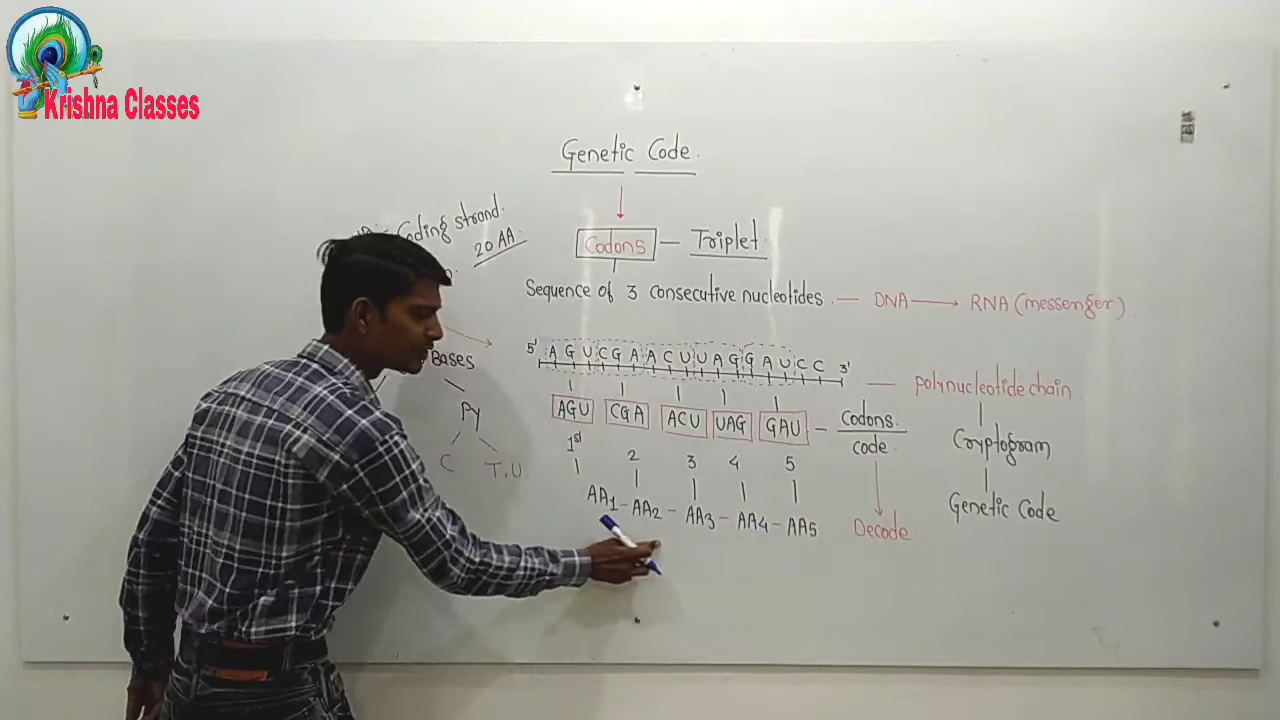 Krishna Classes
Genetic Code.
Coding strand.
20 AA.
Codons — Triplet.
Sequence of 3 consecutive nucleotides. — DNA → RNA (messenger).
5' A G U C G A A C U U A G G A U C C 3' — polynucleotide chain.
Bases
AGU CGA ACU UAG GAU — Codons.
code.
Py
Cryptogram
1st 2 3 4 5
C T.U
AA1 - AA2 - AA3 - AA4 - AA5
Genetic Code
Decode.